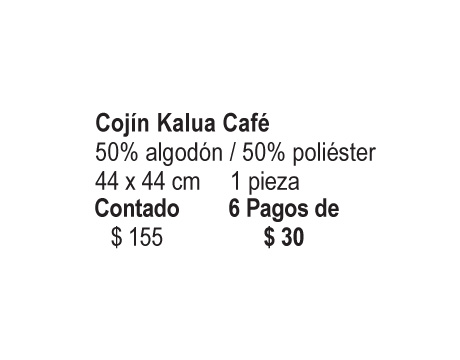 Cojín Kalua Café
50% algodón / 50% poliéster
44 x 44 cm 1 pieza
Contado 6 Pagos de
$ 155 $ 30